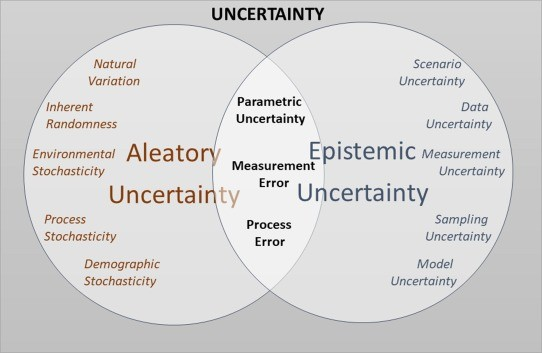 UNCERTAINTY
Natural
Variation
Inherent
Randomness
Environmental
Stochasticity
Process
Stochasticity
Demographic
Stochasticity
Aleatory
Uncertainty
Parametric
Uncertainty
Measurement
Error
Process
Error
Epistemic
Uncertainty
Scenario
Uncertainty
Data
Uncertainty
Measurement
Uncertainty
Sampling
Uncertainty
Model
Uncertainty